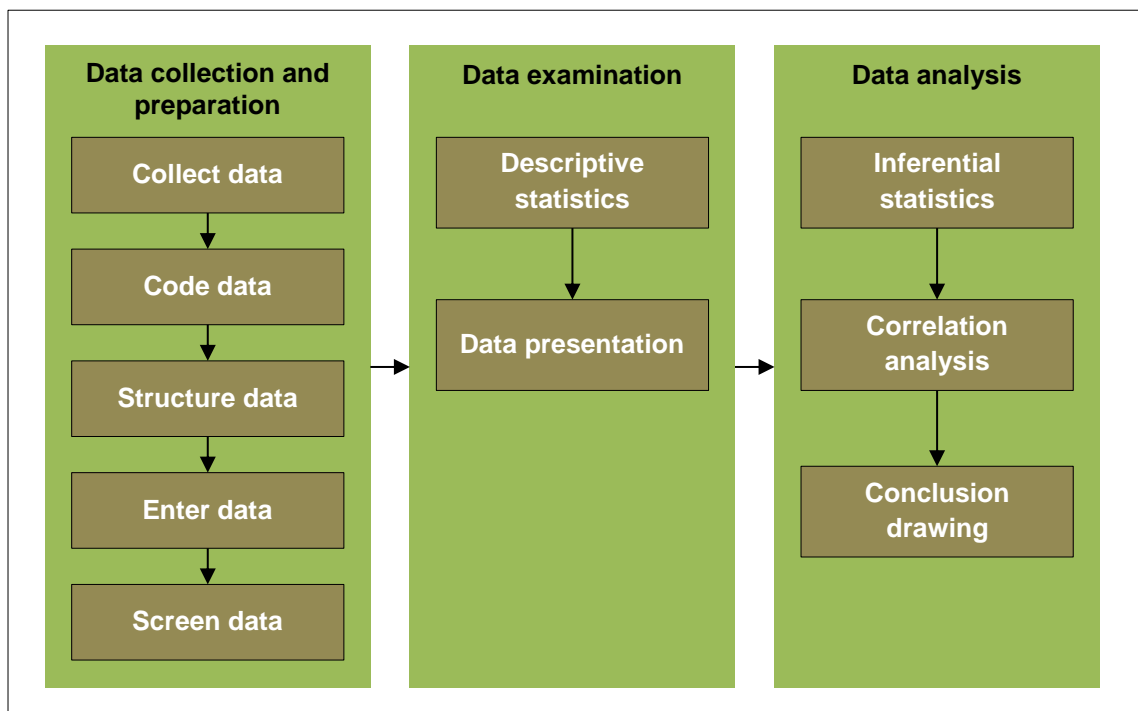 Data collection and
preparation
Collect data
Code data
Structure data
Enter data
Screen data
Data examination
Descriptive
statistics
Data presentation
Data analysis
Inferential
statistics
Correlation
analysis
Conclusion
drawing